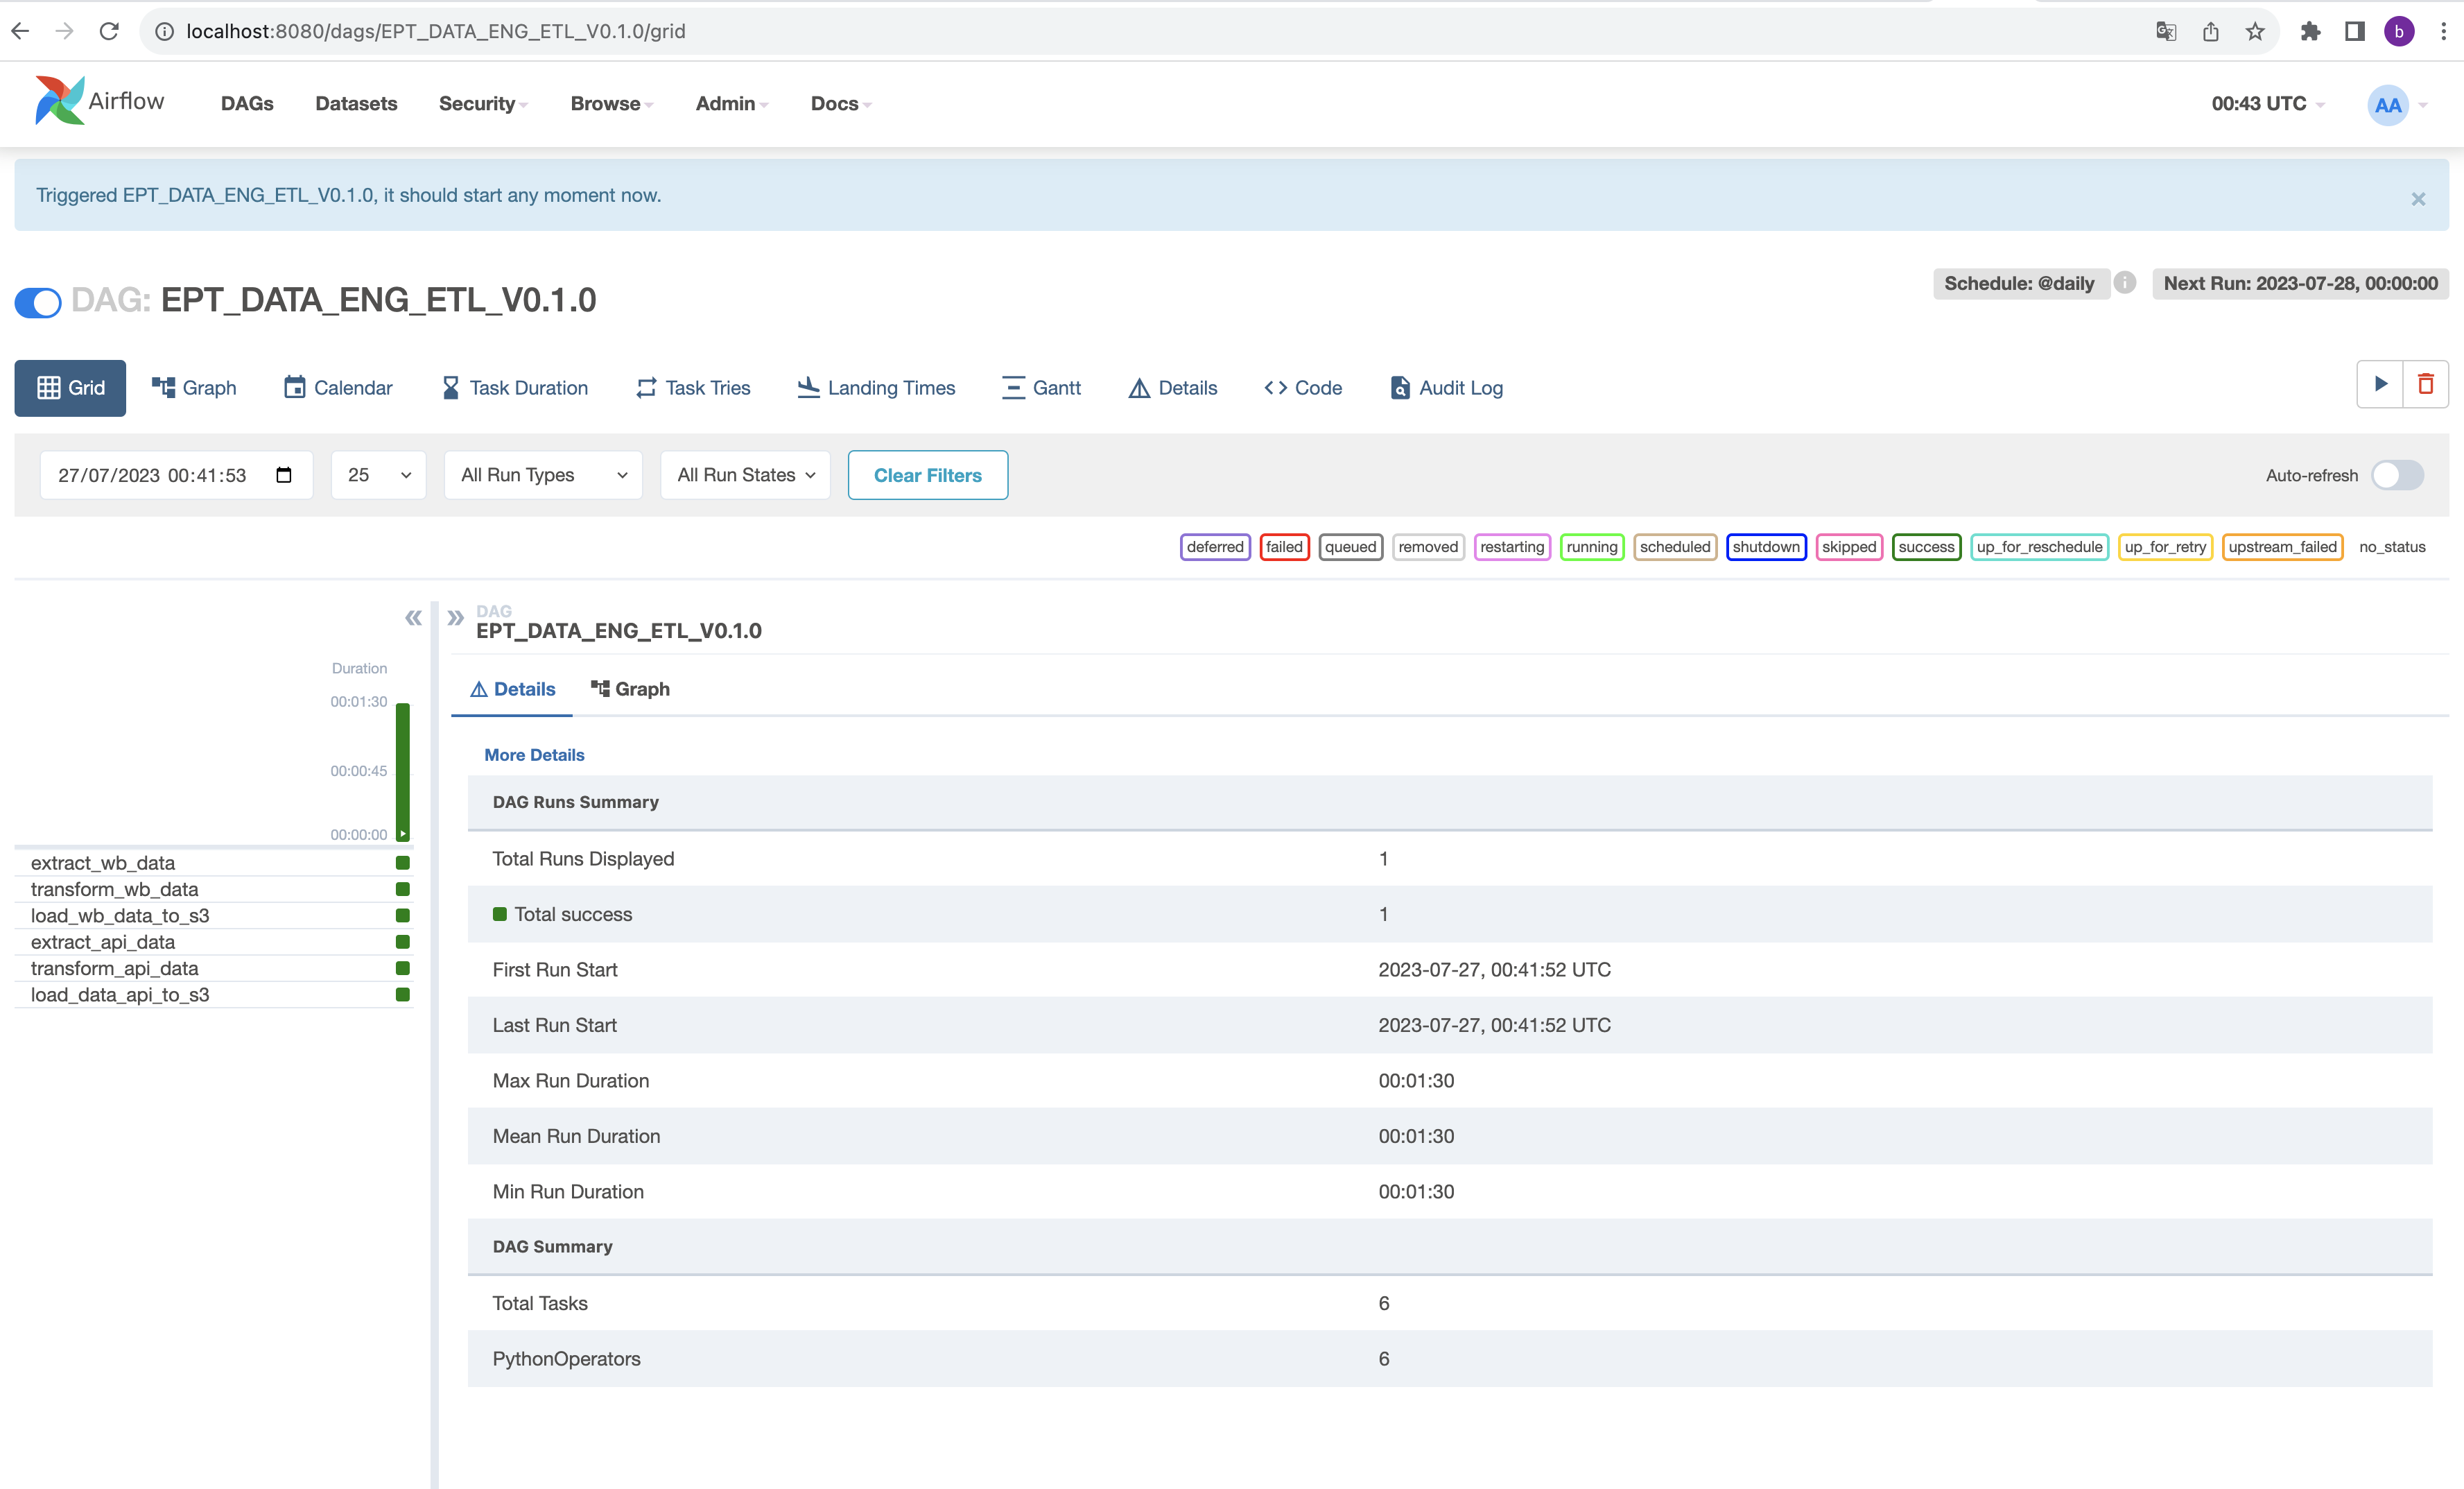 localhost:8080/dags/EPT_DATA_ENG_ETL_V0.1.0/grid
b
Airflow DAGs Datasets Security Browse Admin Docs 00:43 UTC AA
Triggered EPT_DATA_ENG_ETL_V0.1.0, it should start any moment now. ×
DAG: EPT_DATA_ENG_ETL_V0.1.0
Schedule: @daily i Next Run: 2023-07-28, 00:00:00
Grid Graph Calendar Task Duration Task Tries Landing Times Gantt Details Code Audit Log
27/07/2023 00:41:53 25 All Run Types All Run States Clear Filters Auto-refresh
deferred failed queued removed restarting running scheduled shutdown skipped success up_for_reschedule up_for_retry upstream_failed no_status
Duration
00:01:30
00:00:45
00:00:00
extract_wb_data
transform_wb_data
load_wb_data_to_s3
extract_api_data
transform_api_data
load_data_api_to_s3
DAG
EPT_DATA_ENG_ETL_V0.1.0
Details Graph
More Details
DAG Runs Summary
Total Runs Displayed 1
Total success 1
First Run Start 2023-07-27, 00:41:52 UTC
Last Run Start 2023-07-27, 00:41:52 UTC
Max Run Duration 00:01:30
Mean Run Duration 00:01:30
Min Run Duration 00:01:30
DAG Summary
Total Tasks 6
PythonOperators 6